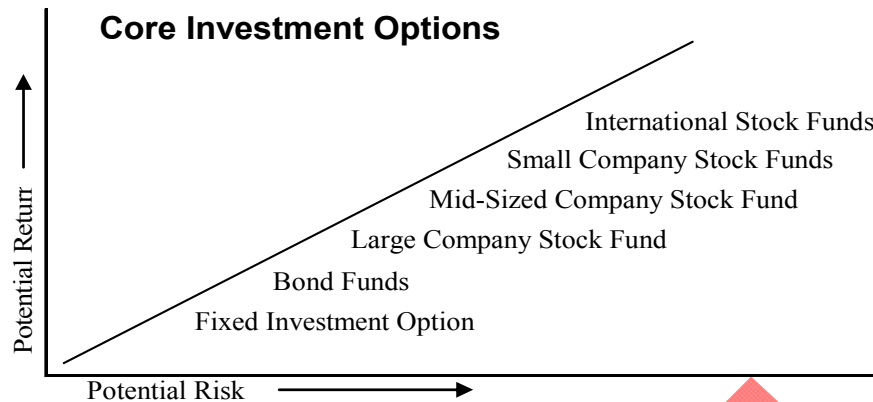 Core Investment Options
International Stock Funds
Small Company Stock Funds
Mid-Sized Company Stock Fund
Large Company Stock Fund
Bond Funds
Fixed Investment Option
Potential Return
Potential Risk